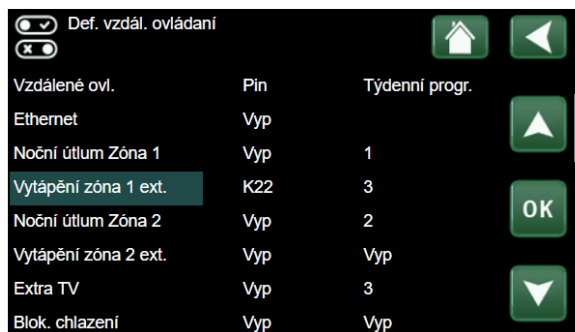 Def. vzdál. ovládaní
Vzdálené ovl. Pin Týdenní progr.
Ethernet Vyp
Noční útlum Zóna 1 Vyp 1
Vytápění zóna 1 ext. K22 3
Noční útlum Zóna 2 Vyp 2
Vytápění zóna 2 ext. Vyp Vyp
Extra TV Vyp 3
Blok. chlazení Vyp Vyp
OK